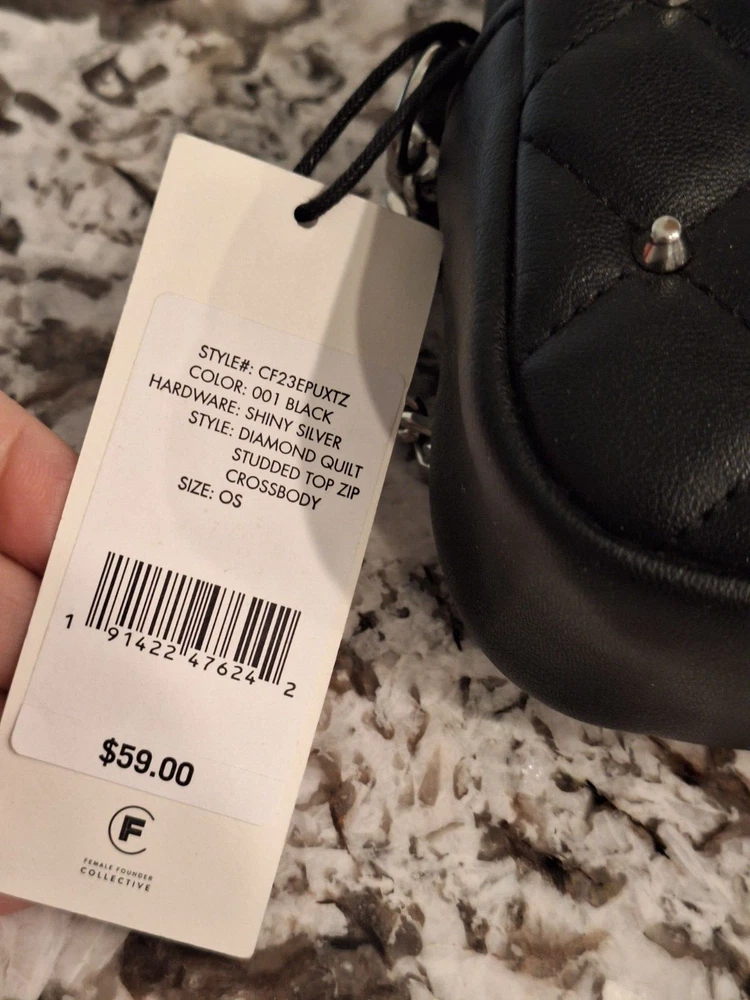 STYLE#: CF23EPUXTZ
COLOR: 001 BLACK
HARDWARE: SHINY SILVER
STYLE: DIAMOND QUILT
STUDDED TOP ZIP
CROSSBODY
SIZE: OS
1 91422 47624 2
$59.00
F
FEMALE FOUNDER
COLLECTIVE